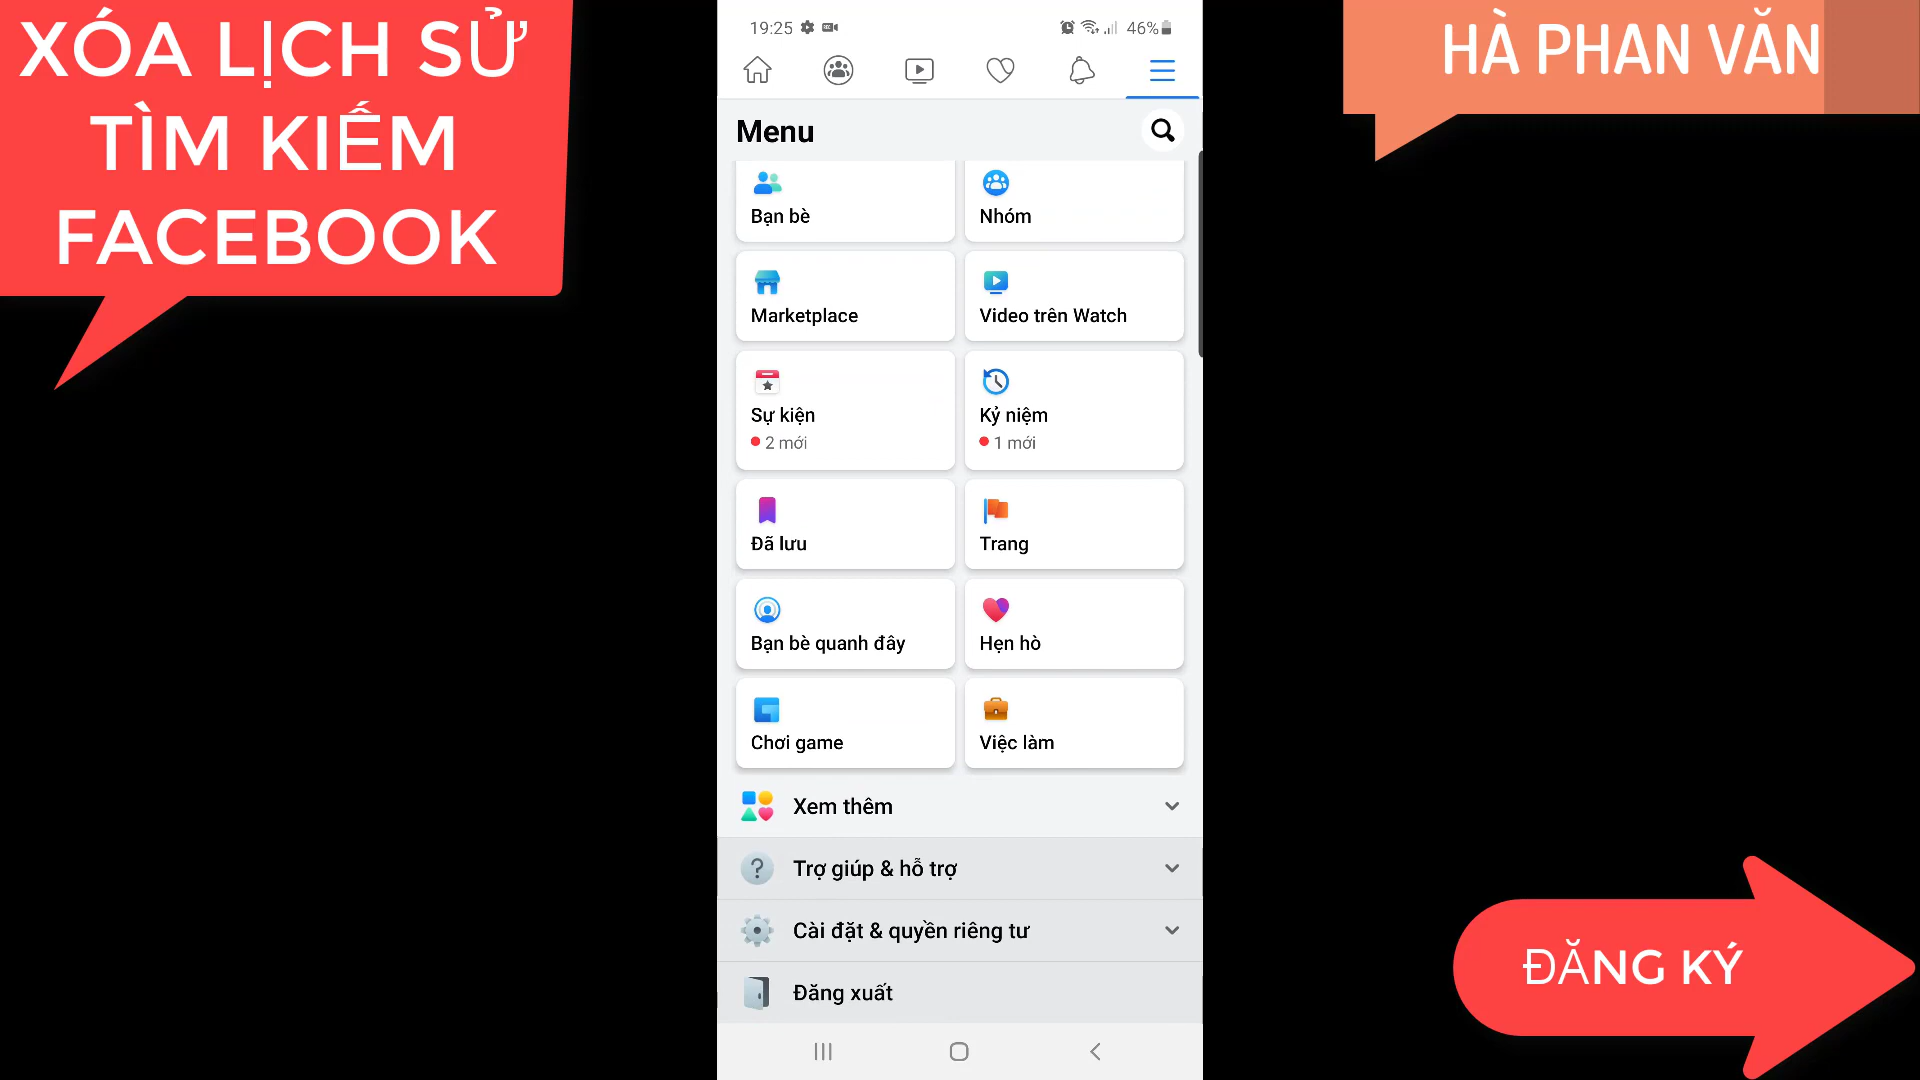 XÓA LỊCH SỬ
TÌM KIẾM
FACEBOOK
HÀ PHAN VĂN
19:25
46%
Menu
Bạn bè
Nhóm
Marketplace
Video trên Watch
Sự kiện
2 mới
Kỷ niệm
1 mới
Đã lưu
Trang
Bạn bè quanh đây
Hẹn hò
Chơi game
Việc làm
Xem thêm
Trợ giúp & hỗ trợ
Cài đặt & quyền riêng tư
Đăng xuất
ĐĂNG KÝ